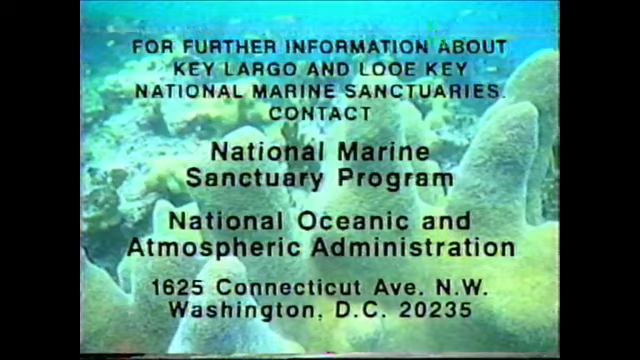 FOR FURTHER INFORMATION ABOUT
KEY LARGO AND LOOE KEY
NATIONAL MARINE SANCTUARIES.
CONTACT
National Marine
Sanctuary Program
National Oceanic and
Atmospheric Administration
1625 Connecticut Ave. N.W.
Washington, D.C. 20235